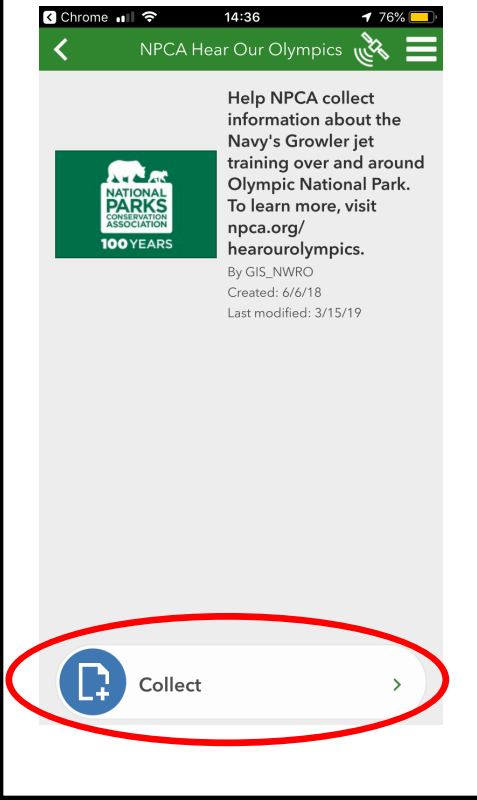 Chrome 14:36 76%
NPCA Hear Our Olympics
Help NPCA collect
information about the
Navy's Growler jet
training over and around
Olympic National Park.
To learn more, visit
npca.org/
hearourolympics.
By GIS_NWRO
Created: 6/6/18
Last modified: 3/15/19
NATIONAL
PARKS
CONSERVATION
ASSOCIATION
100 YEARS
Collect